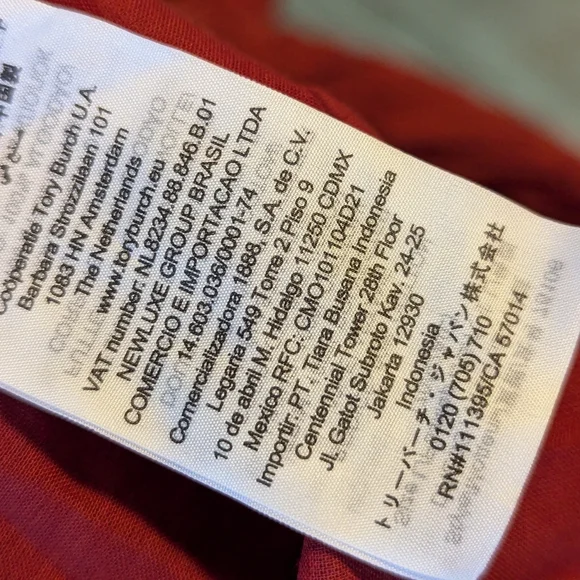 Coöperatie Tory Burch U.A.
Barbara Strozzilaan 101
1083 HN Amsterdam
The Netherlands
www.toryburch.eu
VAT number: NL8234.88.846.B.01
NEWLUXE GROUP BRASIL
COMERCIO E IMPORTACAO LTDA
14.603.036/0001-74
Comercializadora 1888, S.A. de C.V.
Legaria 549 Torre 2 Piso 9
10 de abril M. Hidalgo 11250 CDMX
Mexico RFC: CMO101104D21
Importir: PT. Tiara Busana Indonesia
Centennial Tower 28th Floor
Jl. Gatot Subroto Kav. 24-25
Jakarta 12930
Indonesia
トリーバーチ・ジャパン株式会社
0120 (705) 710
RN#111395/CA 57014